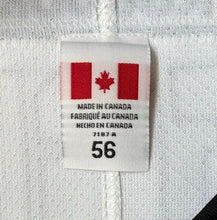 MADE IN CANADA
FABRIQUÉ AU CANADA
HECHO EN CANADA
7187-A
56